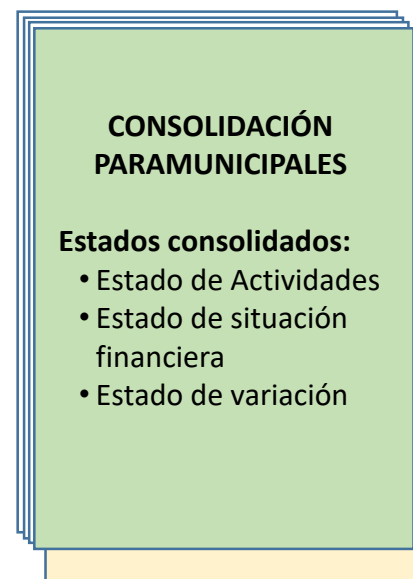 CONSOLIDACIÓN
PARAMUNICIPALES
Estados consolidados:
• Estado de Actividades
• Estado de situación
financiera
• Estado de variación